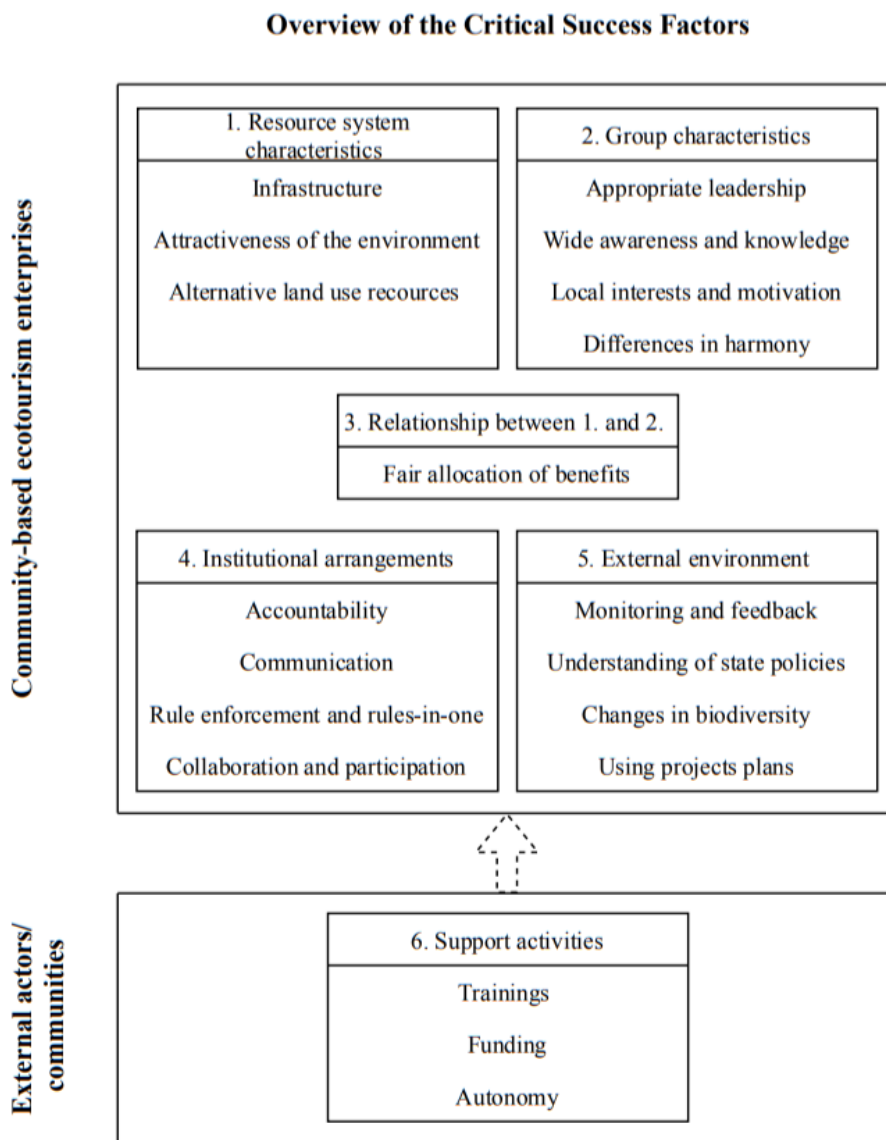 Overview of the Critical Success Factors
Community-based ecotourism enterprises
1. Resource system
characteristics
Infrastructure
Attractiveness of the environment
Alternative land use recources
2. Group characteristics
Appropriate leadership
Wide awareness and knowledge
Local interests and motivation
Differences in harmony
3. Relationship between 1. and 2.
Fair allocation of benefits
4. Institutional arrangements
Accountability
Communication
Rule enforcement and rules-in-one
Collaboration and participation
5. External environment
Monitoring and feedback
Understanding of state policies
Changes in biodiversity
Using projects plans
External actors/
communities
6. Support activities
Trainings
Funding
Autonomy